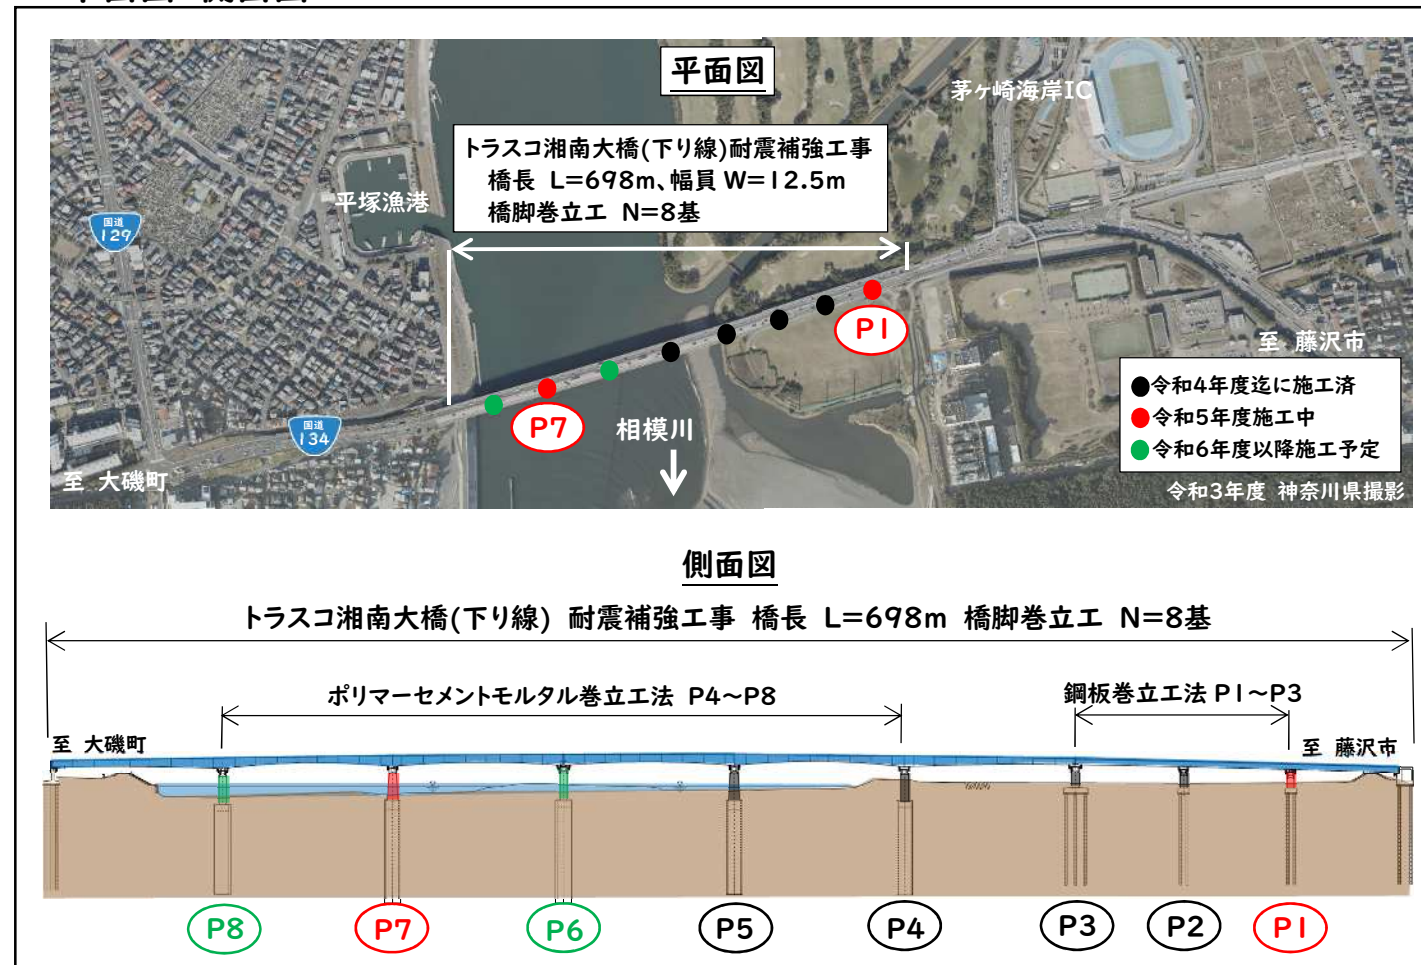 平面図
茅ヶ崎海岸IC
トラスコ湘南大橋(下り線)耐震補強工事
橋長 L=698m、幅員W=12.5m
橋脚巻立工 N=8基
平塚漁港
国道
129
P1
至 藤沢市
P7
相模川
国道
134
至 大磯町
●令和4年度迄に施工済
●令和5年度施工中
●令和6年度以降施工予定
令和3年度 神奈川県撮影
側面図
トラスコ湘南大橋(下り線) 耐震補強工事 橋長 L=698m 橋脚巻立工 N=8基
ポリマーセメントモルタル巻立工法 P4～P8
鋼板巻立工法P1～P3
至 大磯町
至 藤沢市
P8
P7
P6
P5
P4
P3
P2
P1